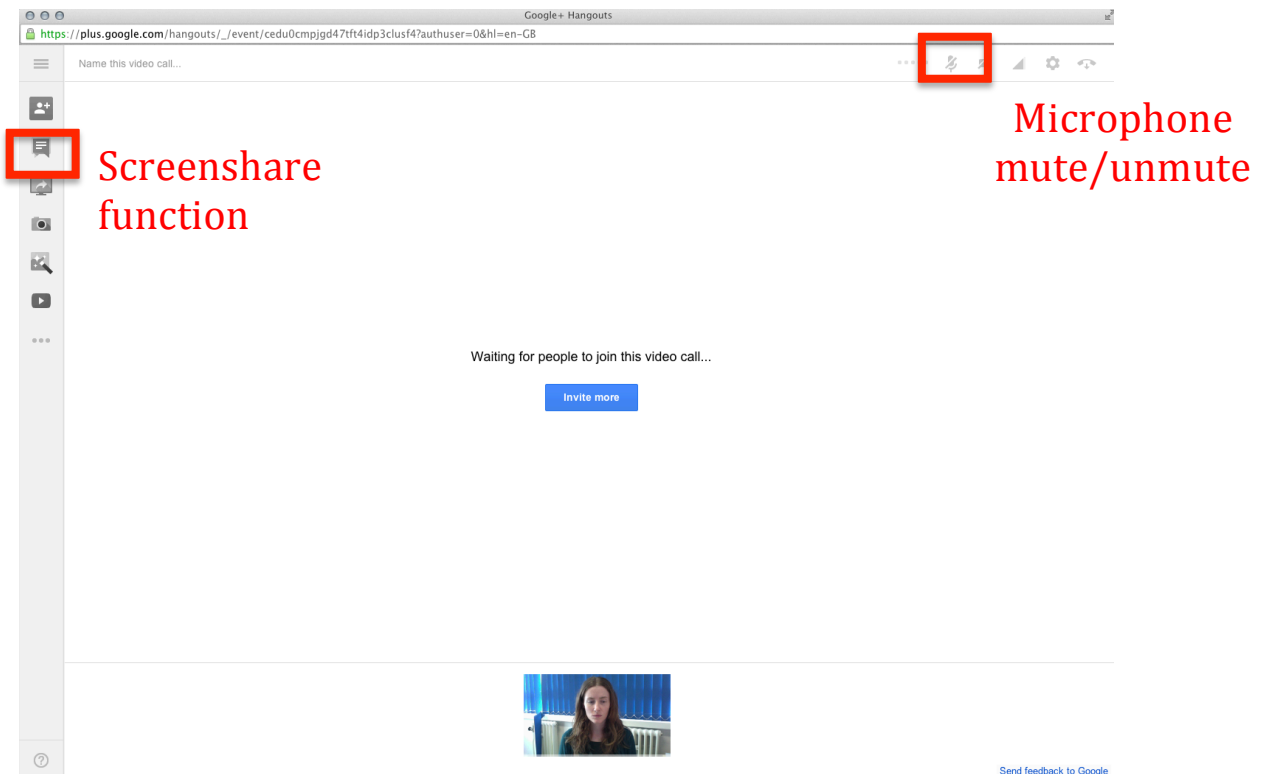 Google+ Hangouts
https://plus.google.com/hangouts/_/event/cedu0cmpjgd47tft4idp3clusf4?authuser=0&hl=en-GB
Name this video call...
Microphone
mute/unmute
Screenshare
function
Waiting for people to join this video call...
Invite more
Send feedback to Google